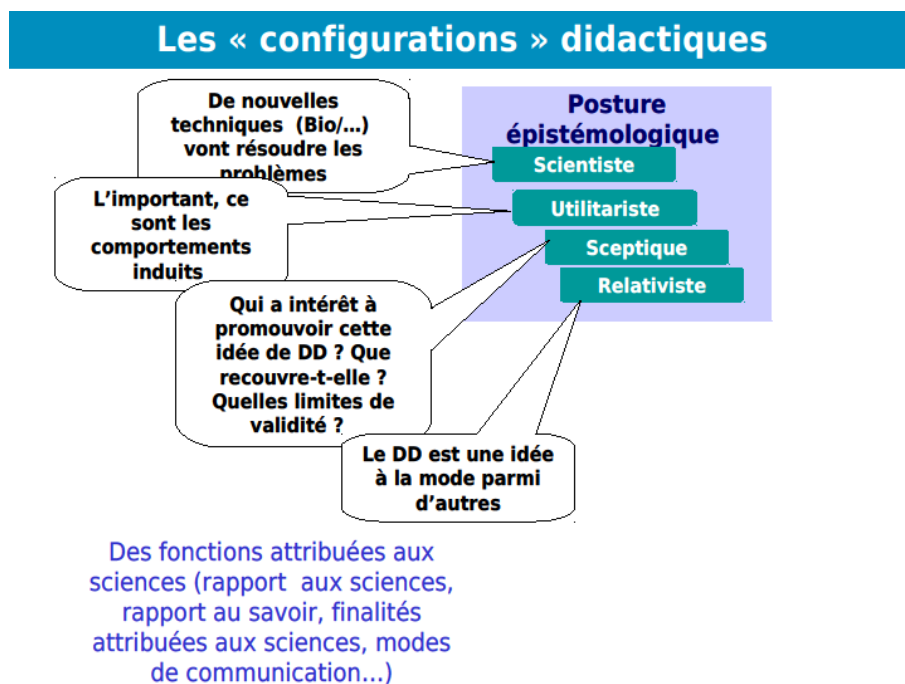 Les « configurations » didactiques
De nouvelles
techniques (Bio/...)
vont résoudre les
problèmes
L'important, ce
sont les
comportements
induits
Qui a intérêt à
promouvoir cette
idée de DD ? Que
recouvre-t-elle ?
Quelles limites de
validité ?
Le DD est une idée
à la mode parmi
d'autres
Posture
épistémologique
Scientiste
Utilitariste
Sceptique
Relativiste
Des fonctions attribuées aux
sciences (rapport aux sciences,
rapport au savoir, finalités
attribuées aux sciences, modes
de communication...)